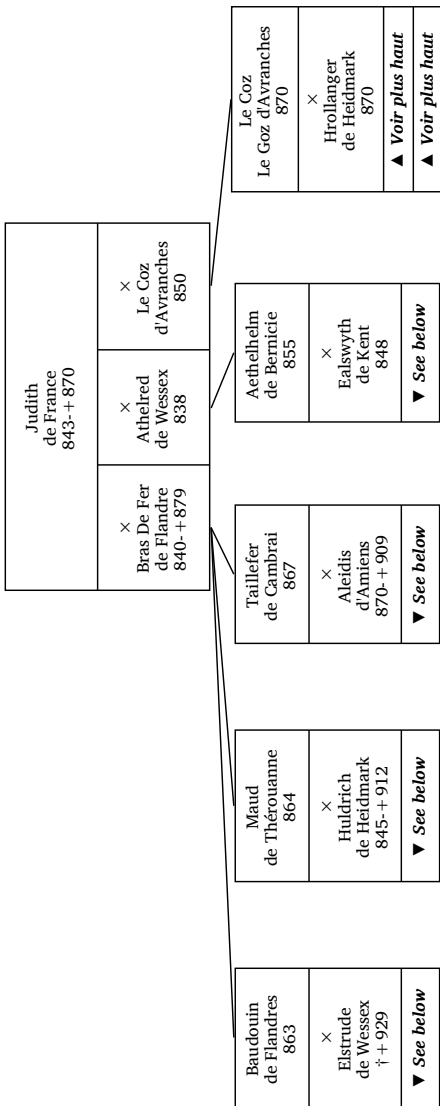 Judith
de France
843-+870
×
Bras De Fer
de Flandre
840-+879
×
Athelred
de Wessex
838
×
Le Coz
d'Avranches
850
Baudouin
de Flandres
863
×
Elstrude
de Wessex
†+929
▼ See below
Maud
de Thérouanne
864
×
Huldrich
de Heidmark
845-+912
▼ See below
Taillefer
de Cambrai
867
×
Aleidis
d'Amiens
870-+909
▼ See below
Aethelhelm
de Bernicie
855
×
Ealswyth
de Kent
848
▼ See below
Le Coz
Le Goz d'Avranches
870
×
Hrollanger
de Heidmark
870
▲ Voir plus haut
▲ Voir plus haut